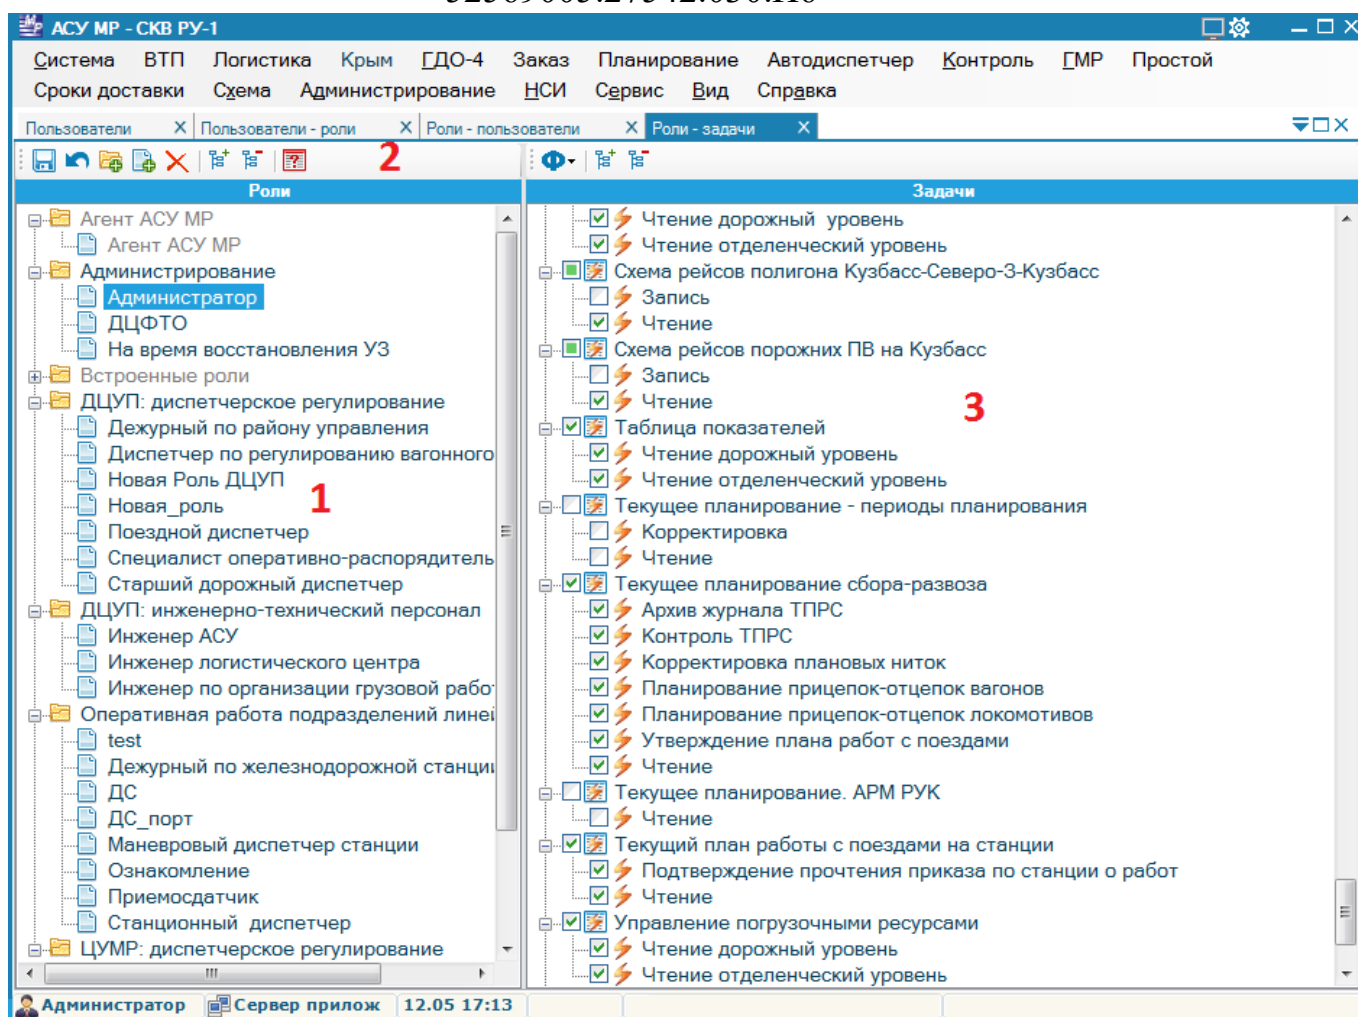 АСУ МР - СКВ РУ-1
Система ВТП Логистика Крым ГДО-4 Заказ Планирование Автодиспетчер Контроль ГМР Простой
Сроки доставки Схема Администрирование НСИ Сервис Вид Справка
Пользователи X Пользователи - роли X Роли - пользователи X Роли - задачи X
2
Ф
Роли
Агент АСУ МР
Агент АСУ МР
Администрирование
Администратор
ДЦФТО
На время восстановления УЗ
Встроенные роли
ДЦУП: диспетчерское регулирование
Дежурный по району управления
Диспетчер по регулированию вагонного
Новая Роль ДЦУП
Новая_роль
1
Поездной диспетчер
Специалист оперативно-распорядитель
Старший дорожный диспетчер
ДЦУП: инженерно-технический персонал
Инженер АСУ
Инженер логистического центра
Инженер по организации грузовой рабо
Оперативная работа подразделений лине
test
Дежурный по железнодорожной станци
ДС
ДС_порт
Маневровый диспетчер станции
Ознакомление
Приемосдатчик
Станционный диспетчер
ЦУМР: диспетчерское регулирование
Задачи
Чтение дорожный уровень
Чтение отделенческий уровень
Схема рейсов полигона Кузбасс-Северо-З-Кузбасс
Запись
Чтение
Схема рейсов порожних ПВ на Кузбасс
Запись
Чтение
3
Таблица показателей
Чтение дорожный уровень
Чтение отделенческий уровень
Текущее планирование - периоды планирования
Корректировка
Чтение
Текущее планирование сбора-развоза
Архив журнала ТПРС
Контроль ТПРС
Корректировка плановых ниток
Планирование прицепок-отцепок вагонов
Планирование прицепок-отцепок локомотивов
Утверждение плана работ с поездами
Чтение
Текущее планирование. АРМ РУК
Чтение
Текущий план работы с поездами на станции
Подтверждение прочтения приказа по станции о работ
Чтение
Управление погрузочными ресурсами
Чтение дорожный уровень
Чтение отделенческий уровень
Администратор Сервер прилож 12.05 17:13